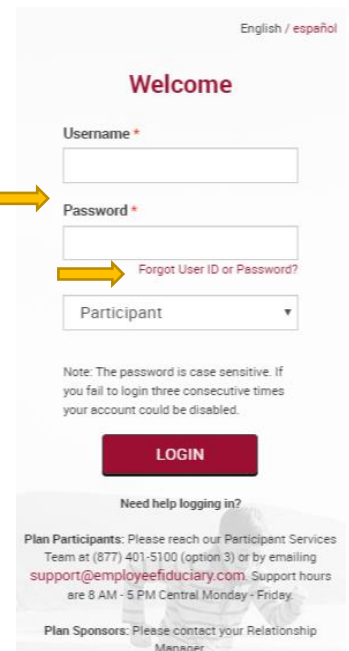 English / español
Welcome
Username *
Password *
Forgot User ID or Password?
Participant
Note: The password is case sensitive. If
you fail to login three consecutive times
your account could be disabled.
LOGIN
Need help logging in?
Plan Participants: Please reach our Participant Services
Team at (877) 401-5100 (option 3) or by emailing
support@employeefiduciary.com. Support hours
are 8 AM - 5 PM Central Monday - Friday.
Plan Sponsors: Please contact your Relationship
Manager